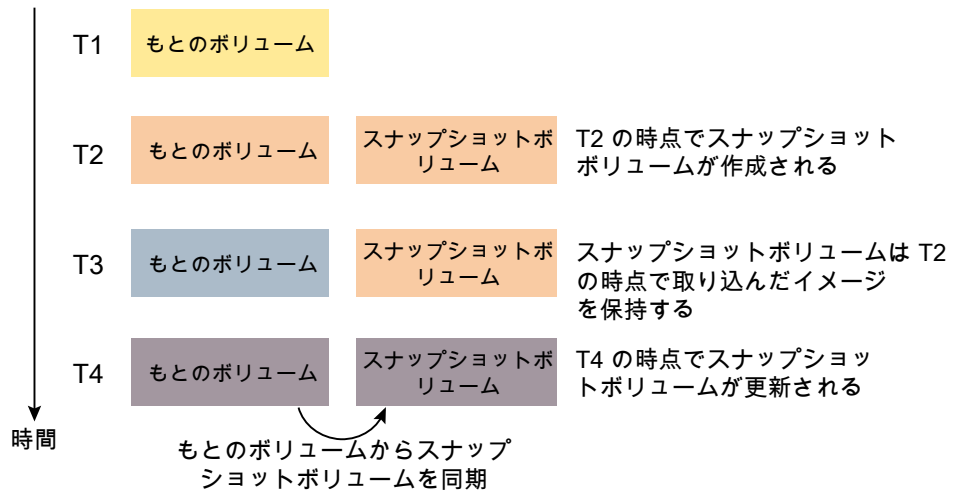 T1
もとのボリューム
T2
もとのボリューム
スナップショットボ
リューム
T2 の時点でスナップショット
ボリュームが作成される
T3
もとのボリューム
スナップショットボ
リューム
スナップショットボリュームは T2
の時点で取り込んだイメージ
を保持する
T4
もとのボリューム
スナップショットボ
リューム
T4 の時点でスナップショッ
トボリュームが更新される
時間
もとのボリュームからスナップ
ショットボリュームを同期